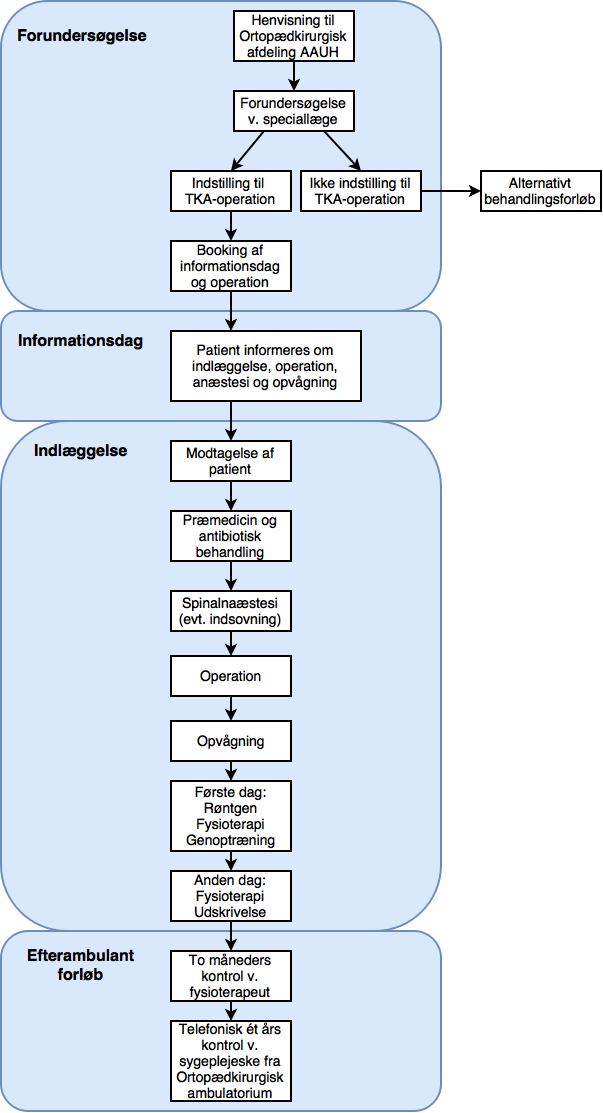 Forundersøgelse
Henvisning til
Ortopædkirurgisk
afdeling AAUH
Forundersøgelse
v. speciallæge
Indstilling til
TKA-operation
Ikke indstilling til
TKA-operation
Alternativt
behandlingsforløb
Booking af
informationsdag
og operation
Informationsdag
Patient informeres om
indlæggelse, operation,
anæstesi og opvågning
Indlæggelse
Modtagelse af
patient
Præmedicin og
antibiotisk
behandling
Spinalnaæstesi
(evt. indsovning)
Operation
Opvågning
Første dag:
Røntgen
Fysioterapi
Genoptræning
Anden dag:
Fysioterapi
Udskrivelse
Efterambulant
forløb
To måneders
kontrol v.
fysioterapeut
Telefonisk ét års
kontrol v.
sygeplejeske fra
Ortopædkirurgisk
ambulatorium